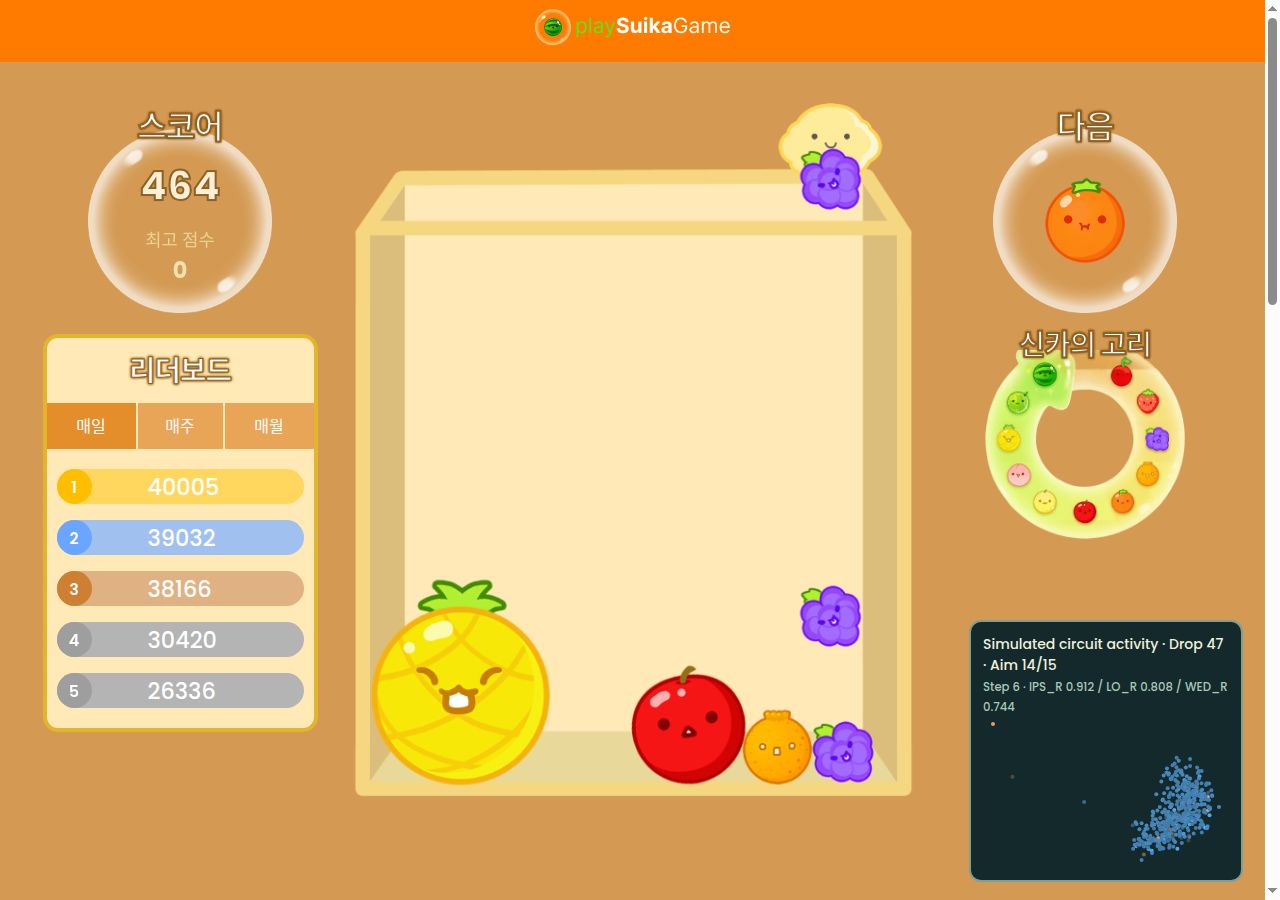 playSuikaGame
스코어
464
최고 점수
0
다음
신카의 고리
리더보드
매일 매주 매월
1 40005
2 39032
3 38166
4 30420
5 26336
Simulated circuit activity · Drop 47
· Aim 14/15
Step 6 · IPS_R 0.912 / LO_R 0.808 / WED_R
0.744